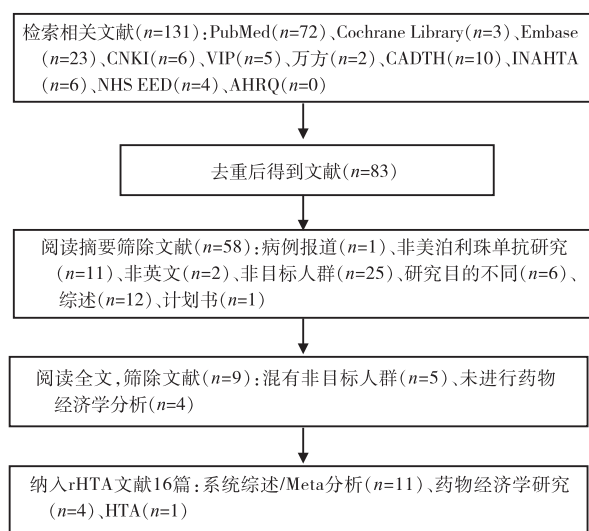 检索相关文献(n=131):PubMed(n=72)、Cochrane Library(n=3)、Embase
(n=23)、CNKI(n=6)、VIP(n=5)、万方(n=2)、CADTH(n=10)、INAHTA
(n=6)、NHS EED(n=4)、AHRQ(n=0)
去重后得到文献(n=83)
阅读摘要筛除文献(n=58):病例报道(n=1)、非美泊利珠单抗研究
(n=11)、非英文(n=2)、非目标人群(n=25)、研究目的不同(n=6)、
综述(n=12)、计划书(n=1)
阅读全文,筛除文献(n=9):混有非目标人群(n=5)、未进行药物
经济学分析(n=4)
纳入rHTA文献16篇:系统综述/Meta分析(n=11)、药物经济学研究
(n=4)、HTA(n=1)